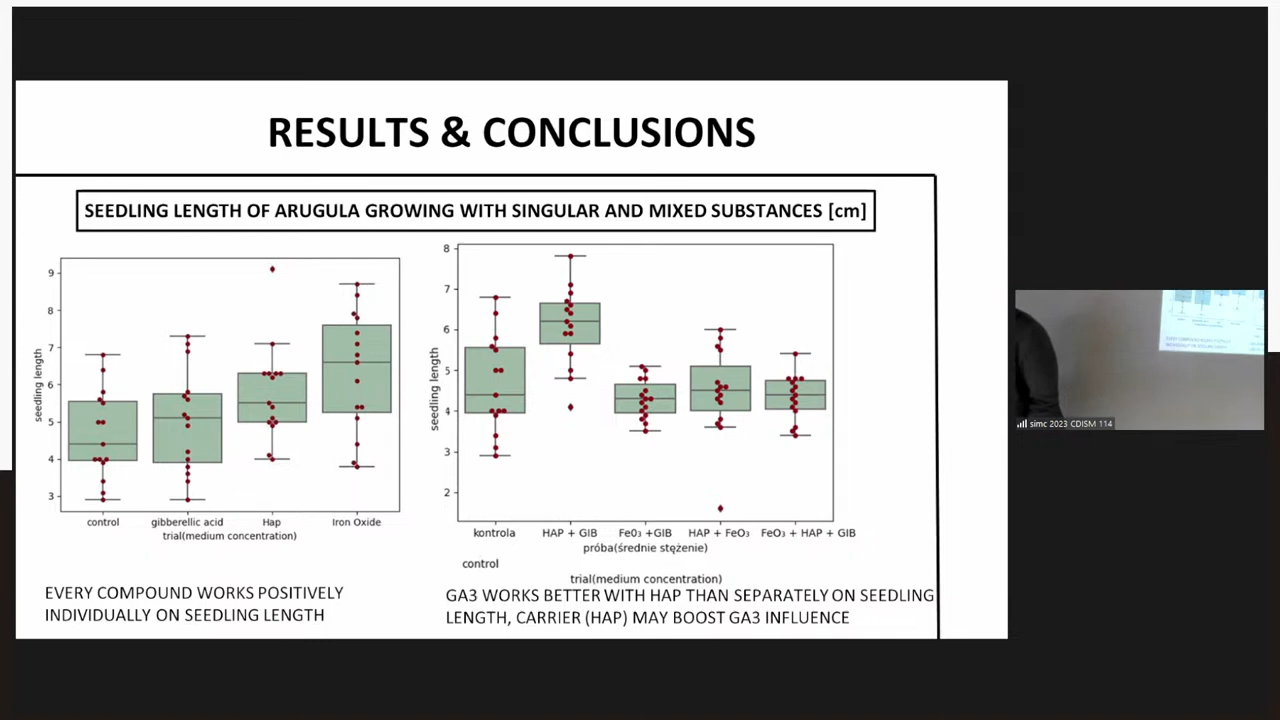 RESULTS & CONCLUSIONS
SEEDLING LENGTH OF ARUGULA GROWING WITH SINGULAR AND MIXED SUBSTANCES [cm]
9
8
7
6
5
4
3
seedling length
control gibberellic acid Hap Iron Oxide
trial(medium concentration)
8
7
6
5
4
3
2
seedling length
kontrola HAP + GIB Fe0₃ +GIB HAP + FeO₃ FeO₃ + HAP + GIB
próba(średnie stężenie)
control
trial(medium concentration)
EVERY COMPOUND WORKS POSITIVELY
INDIVIDUALLY ON SEEDLING LENGTH
GA3 WORKS BETTER WITH HAP THAN SEPARATELY ON SEEDLING
LENGTH, CARRIER (HAP) MAY BOOST GA3 INFLUENCE
simc 2023 CDISM 114